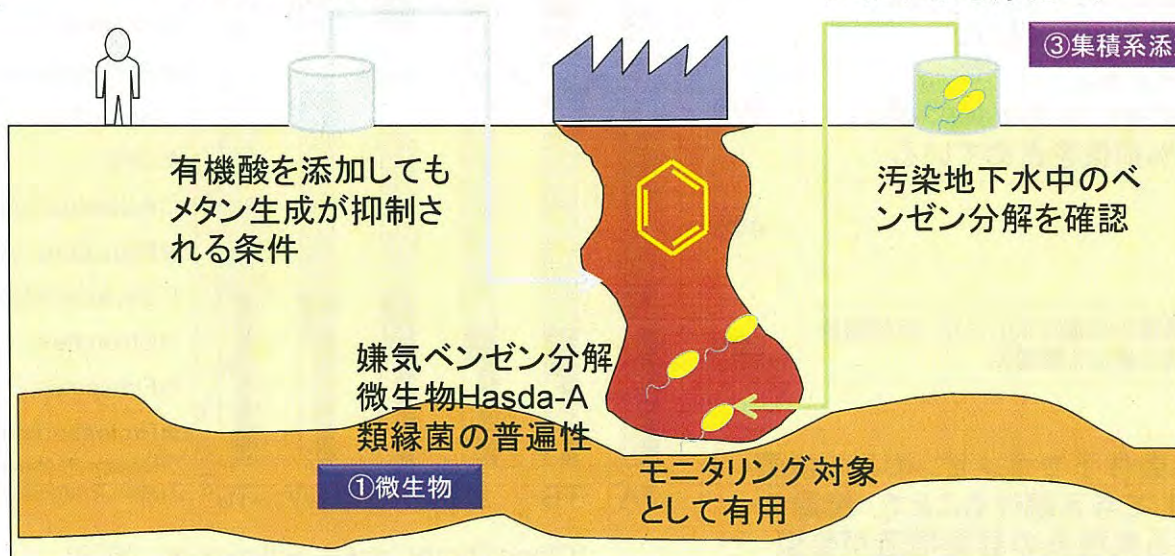 ③集積系添
有機酸を添加しても
メタン生成が抑制さ
れる条件
汚染地下水中のベ
ンゼン分解を確認
嫌気ベンゼン分解
微生物Hasda-A
類縁菌の普遍性
①微生物
モニタリング対象
として有用